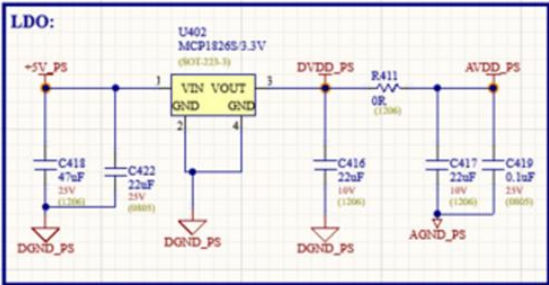 LDO:
U402
MCP1826S/3.3V
(SOT-223-3)
+5V_PS
1
VIN VOUT
3
DVDD_PS
R411
AVDD_PS
GND GND
0R
(1206)
2
4
C418
47uF
25V
(1206)
C422
22uF
25V
(0805)
C416
22uF
10V
(1206)
C417
22uF
10V
(1206)
C419
0.1uF
25V
(0805)
DGND_PS
DGND_PS
DGND_PS
AGND_PS